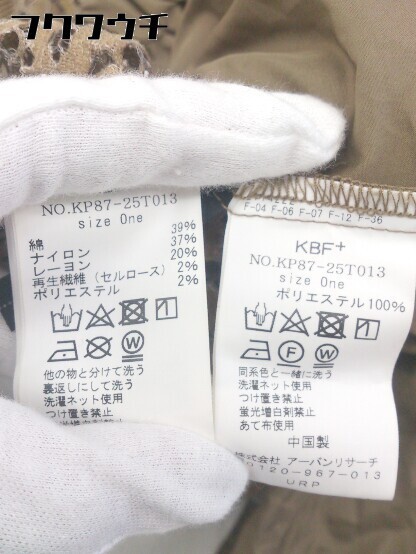 フクワウチ
NO.KP87-25T013
size One
綿 39%
ナイロン 37%
レーヨン 20%
再生繊維(セルロース) 2%
ポリエステル 2%
他の物と分けて洗う
裏返しにして洗う
洗濯ネット使用
つけ置き禁止
F-04 F-06 F-07 F-12 F-36
KBF+
NO.KP87-25T013
size One
ポリエステル 100%
同系色と一緒に洗う
洗濯ネット使用
つけ置き禁止
蛍光増白剤禁止
あて布使用
中国製
株式会社 アーバンリサーチ
0120-967-013
URP